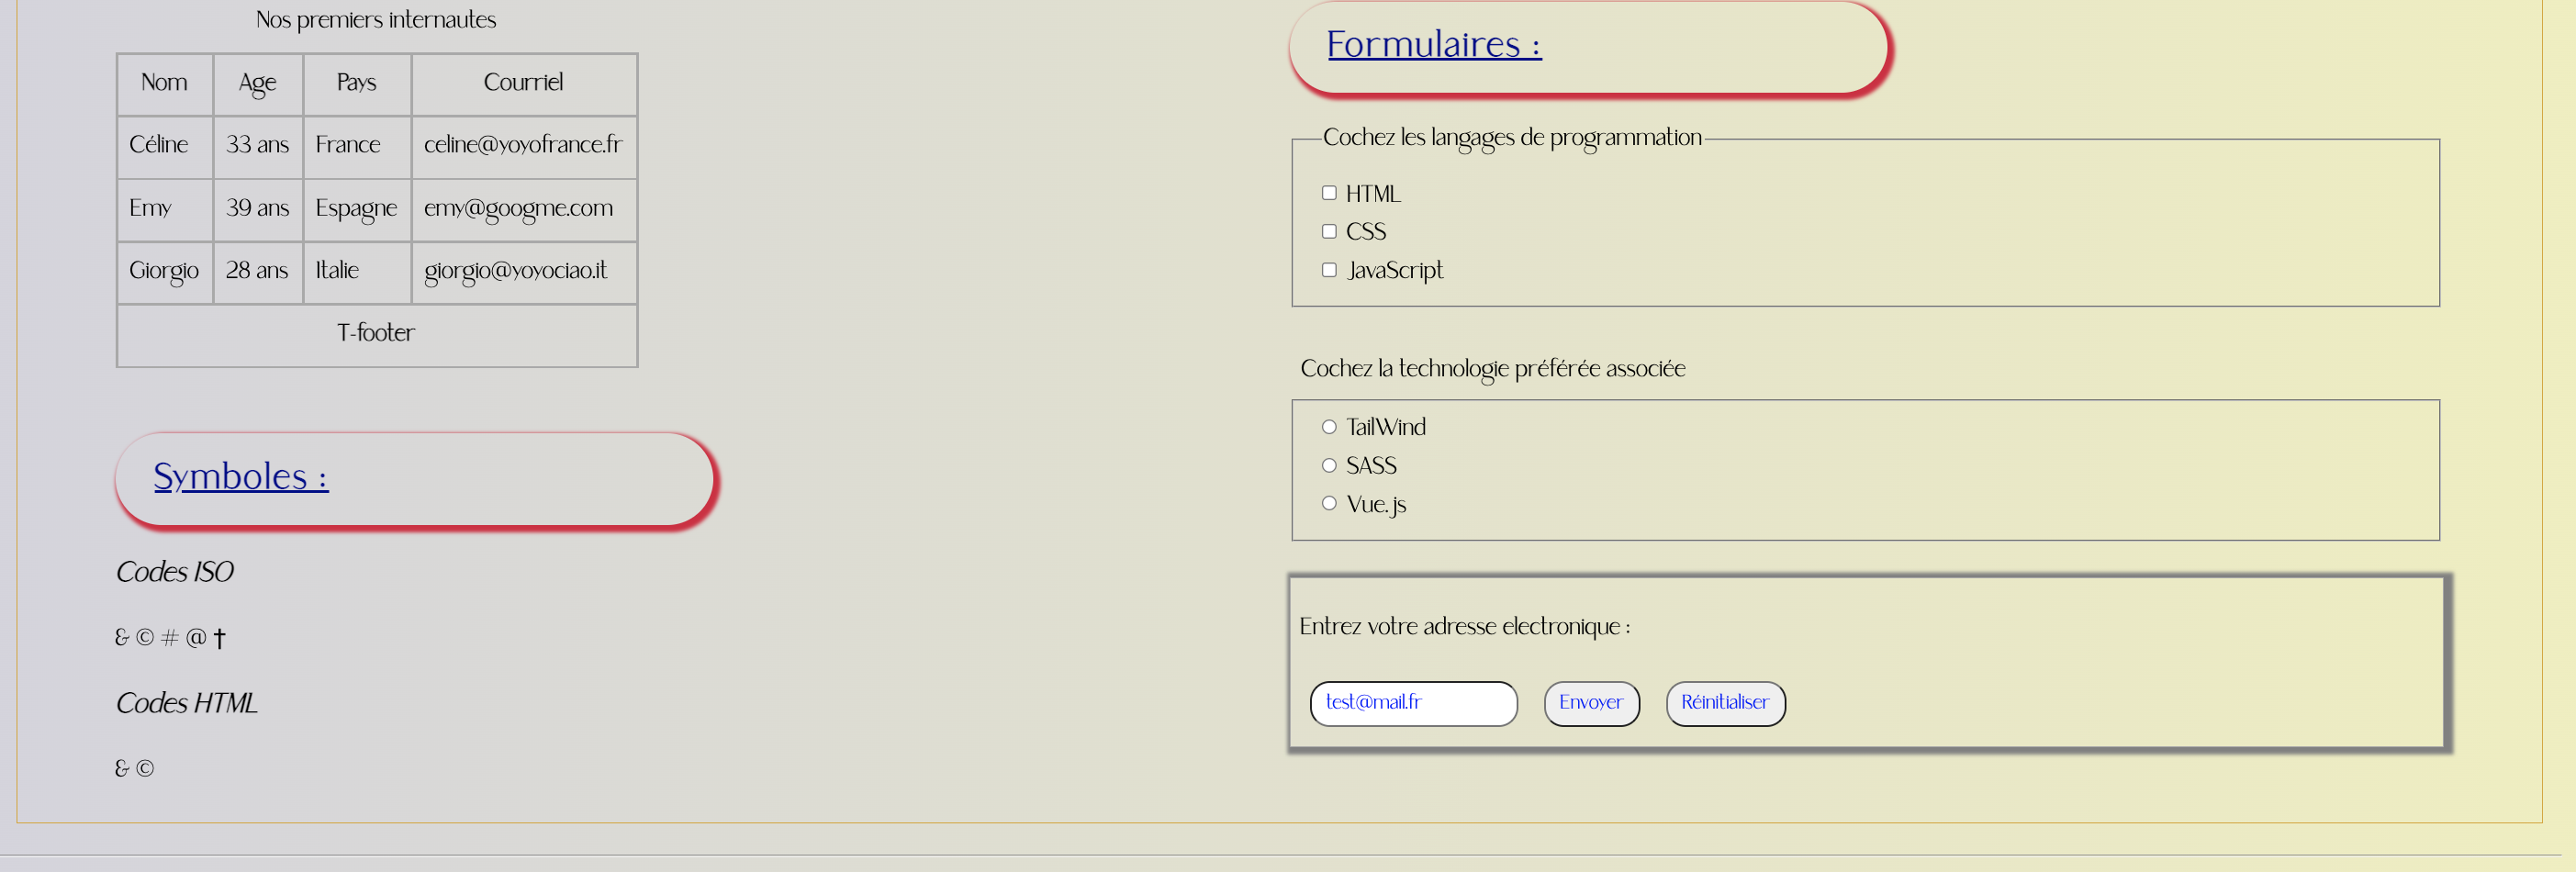 Nos premiers internautes
Nom Age Pays Courriel
Céline 33 ans France celine@yoyofrance.fr
Emy 39 ans Espagne emy@googme.com
Giorgio 28 ans Italie giorgio@yoyociao.it
T-footer
Symboles :
Codes ISO
& © # @ †
Codes HTML
& ©
Formulaires :
Cochez les langages de programmation
HTML
CSS
JavaScript
Cochez la technologie préférée associée
TailWind
SASS
Vue.js
Entrez votre adresse electronique :
test@mail.fr Envoyer Réinitialiser